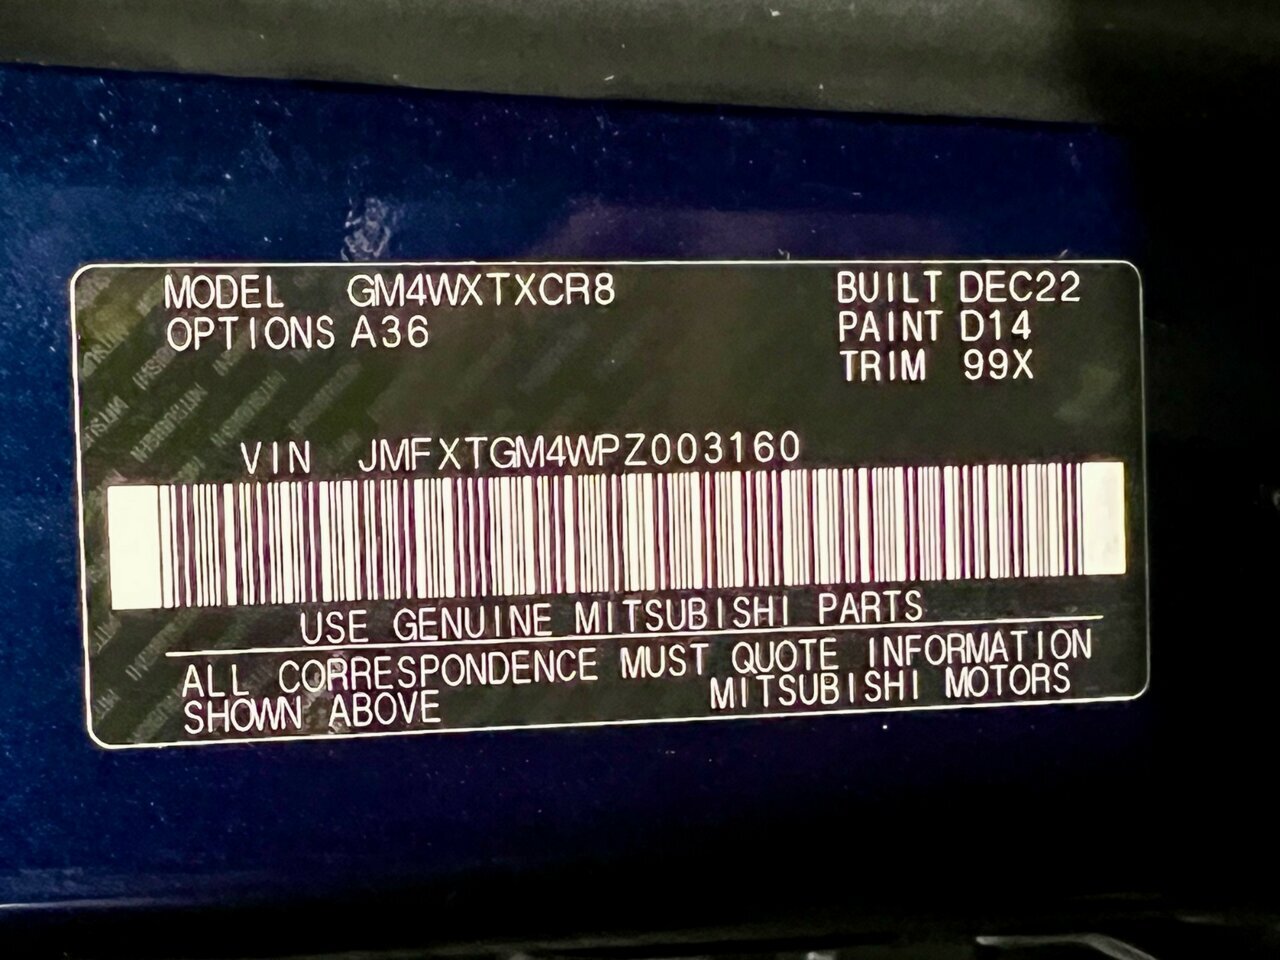 MODEL GM4WXTXCR8 BUILT DEC22
OPTIONS A36 PAINT D14
TRIM 99X
VIN JMFXTGM4WPZ003160
USE GENUINE MITSUBISHI PARTS
ALL CORRESPONDENCE MUST QUOTE INFORMATION
SHOWN ABOVE MITSUBISHI MOTORS